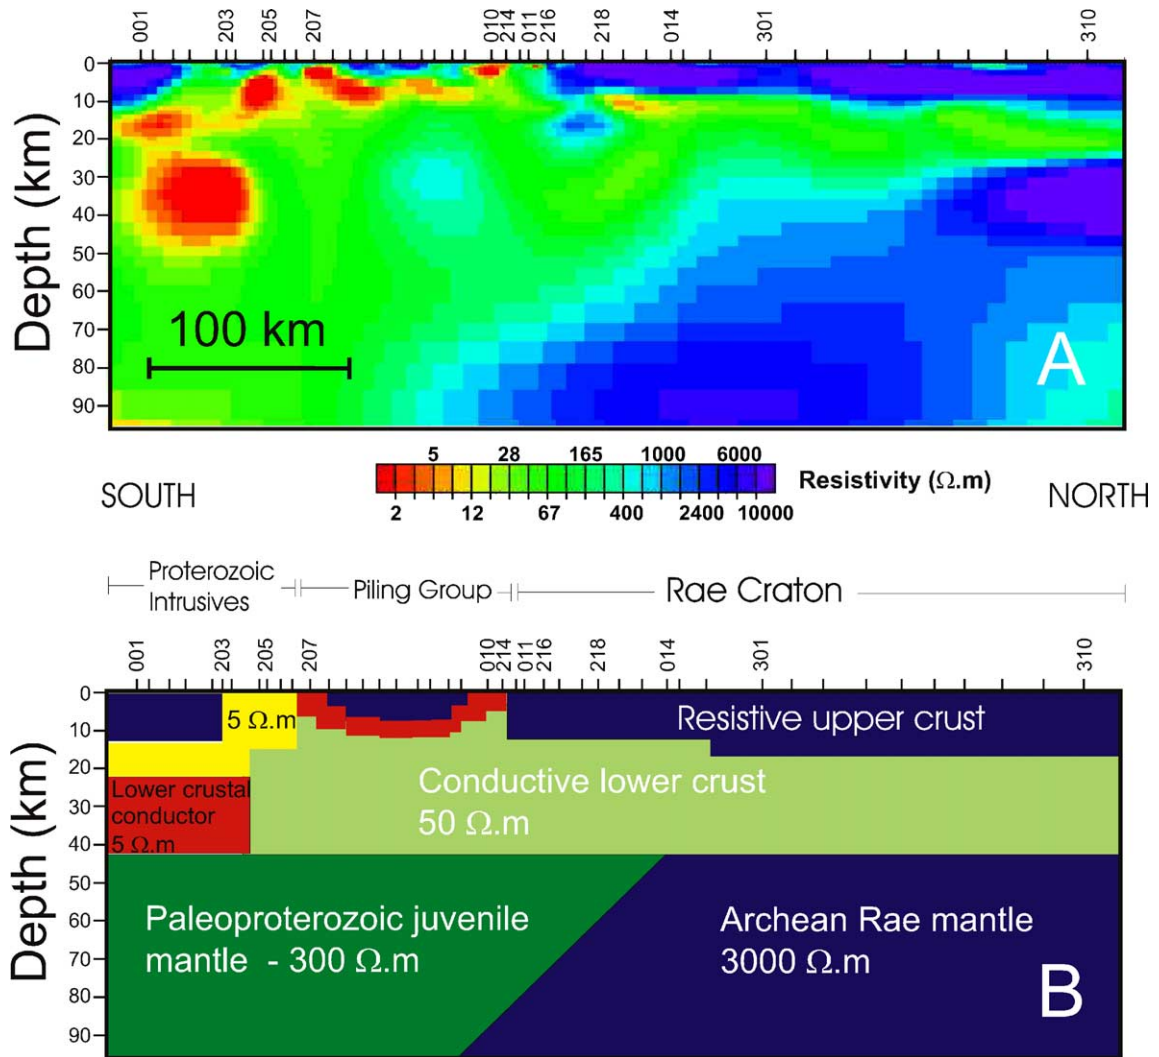 001 203 205 207 010 214 011 216 218 014 301 310
Depth (km)
0
10
20
30
40
50
60
70
80
90
100 km
A
5 28 165 1000 6000
Resistivity (Ω.m)
2 12 67 400 2400 10000
SOUTH
NORTH
Proterozoic
Intrusives
Piling Group
Rae Craton
001 203 205 207 010 214 011 216 218 014 301 310
Depth (km)
0
10
20
30
40
50
60
70
80
90
5 Ω.m
Resistive upper crust
Lower crustal
conductor
5 Ω.m
Conductive lower crust
50 Ω.m
Paleoproterozoic juvenile
mantle - 300 Ω.m
Archean Rae mantle
3000 Ω.m
B